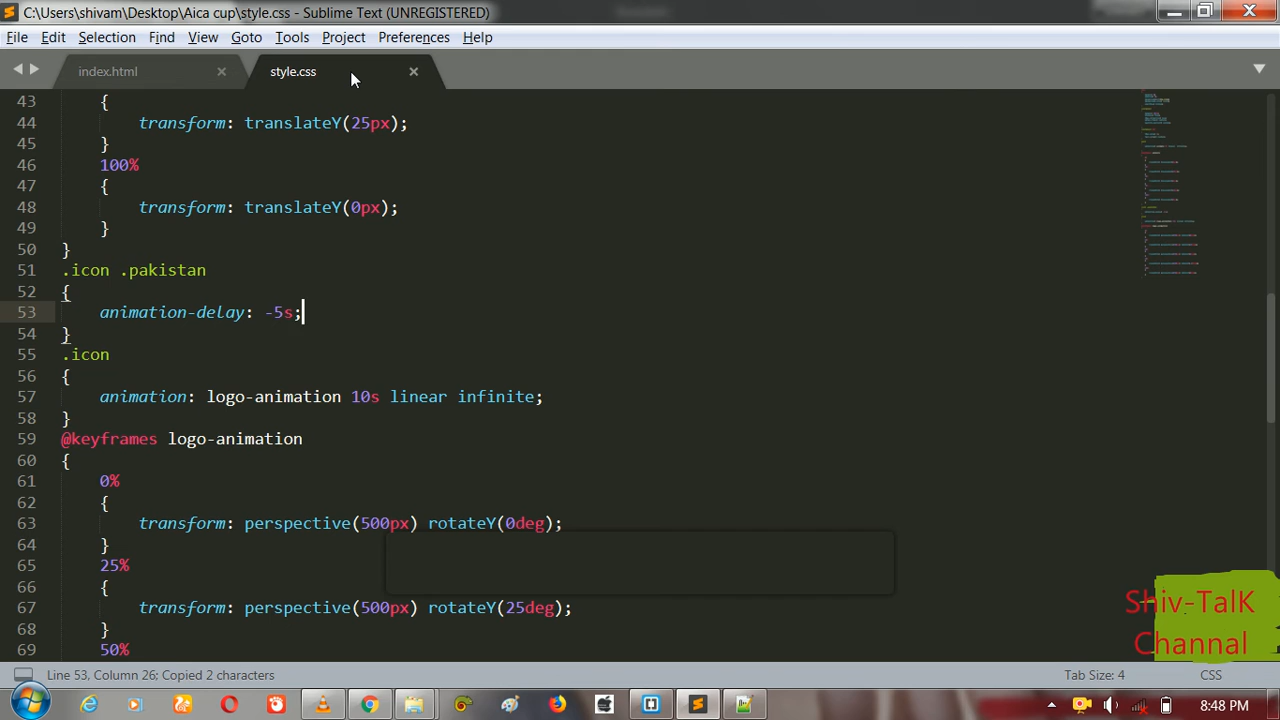 C:\Users\shivam\Desktop\Aica cup\style.css - Sublime Text (UNREGISTERED)
File Edit Selection Find View Goto Tools Project Preferences Help
index.html style.css
43 {
44 transform: translateY(25px);
45 }
46 100%
47 {
48 transform: translateY(0px);
49 }
50 }
51 .icon .pakistan
52 {
53 animation-delay: -5s;
54 }
55 .icon
56 {
57 animation: logo-animation 10s linear infinite;
58 }
59 @keyframes logo-animation
60 {
61 0%
62 {
63 transform: perspective(500px) rotateY(0deg);
64 }
65 25%
66 {
67 transform: perspective(500px) rotateY(25deg);
68 }
69 50%
Shiv-TalK
Channel
Line 53, Column 26; Copied 2 characters Tab Size: 4 CSS
8:48 PM